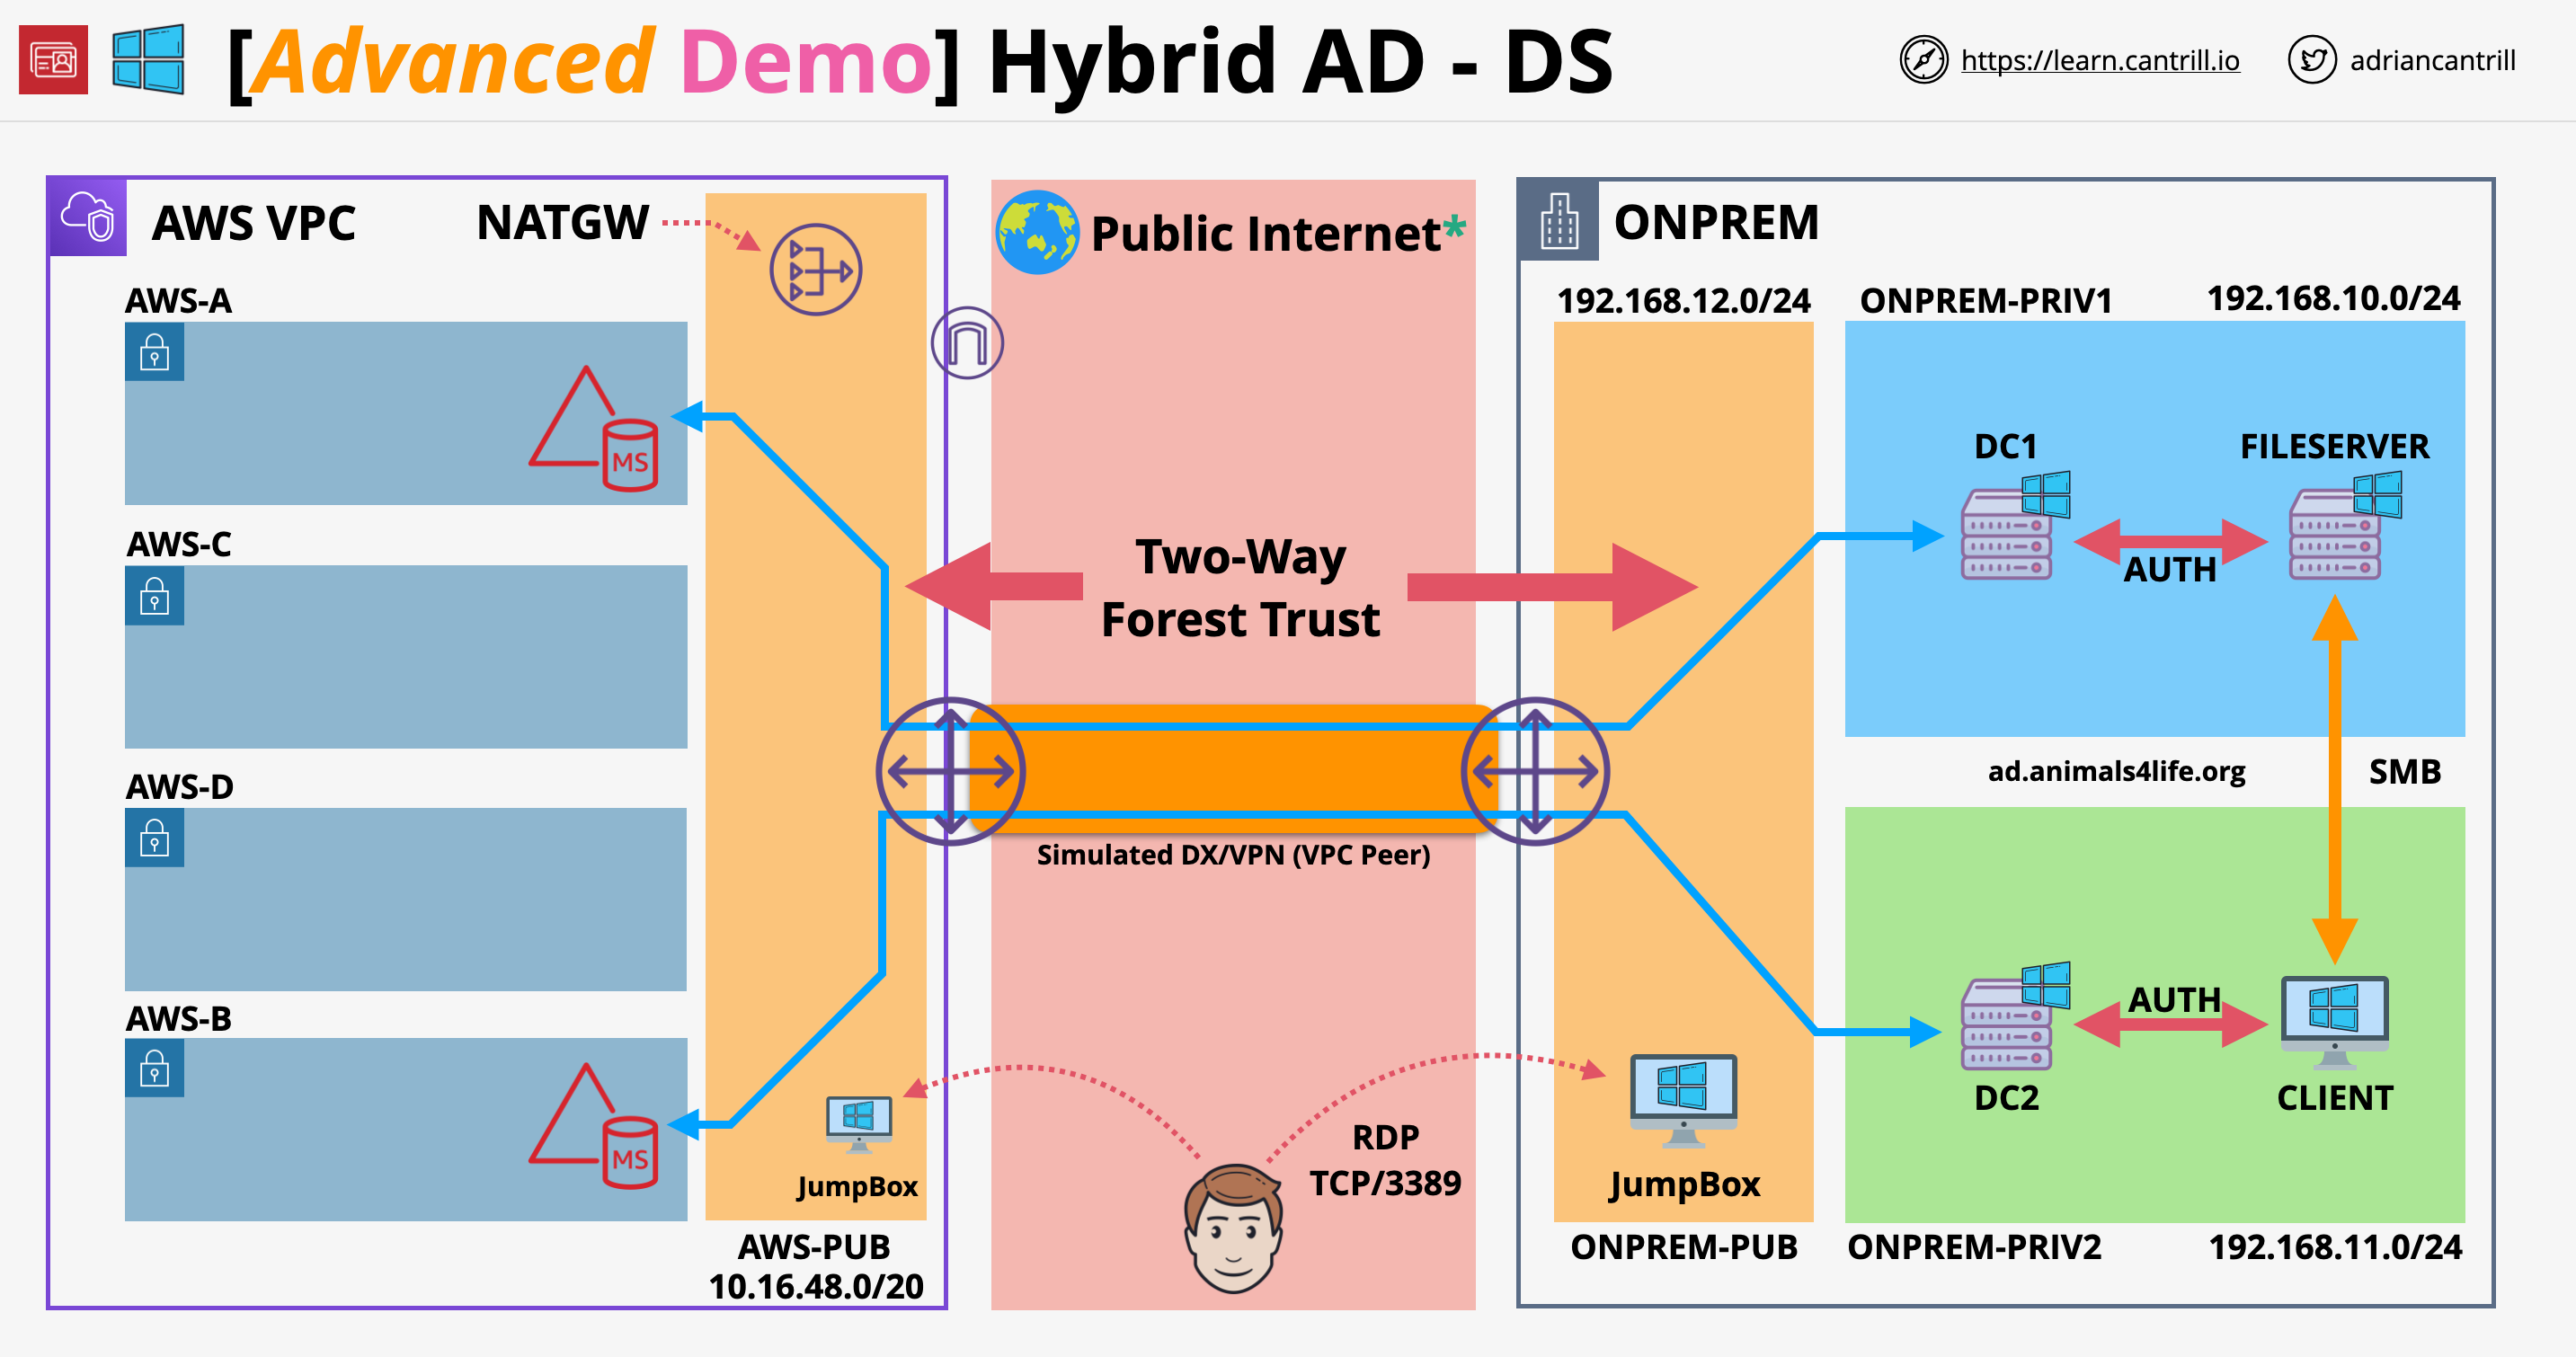 [Advanced Demo] Hybrid AD - DS
https://learn.cantrill.io
adriancantrill
AWS VPC
NATGW
AWS-A
MS
AWS-C
AWS-D
AWS-B
MS
JumpBox
AWS-PUB
10.16.48.0/20
Public Internet*
Two-Way
Forest Trust
Simulated DX/VPN (VPC Peer)
RDP
TCP/3389
ONPREM
192.168.12.0/24
ONPREM-PRIV1
192.168.10.0/24
DC1
FILESERVER
AUTH
ad.animals4life.org
SMB
AUTH
DC2
CLIENT
JumpBox
ONPREM-PUB
ONPREM-PRIV2
192.168.11.0/24